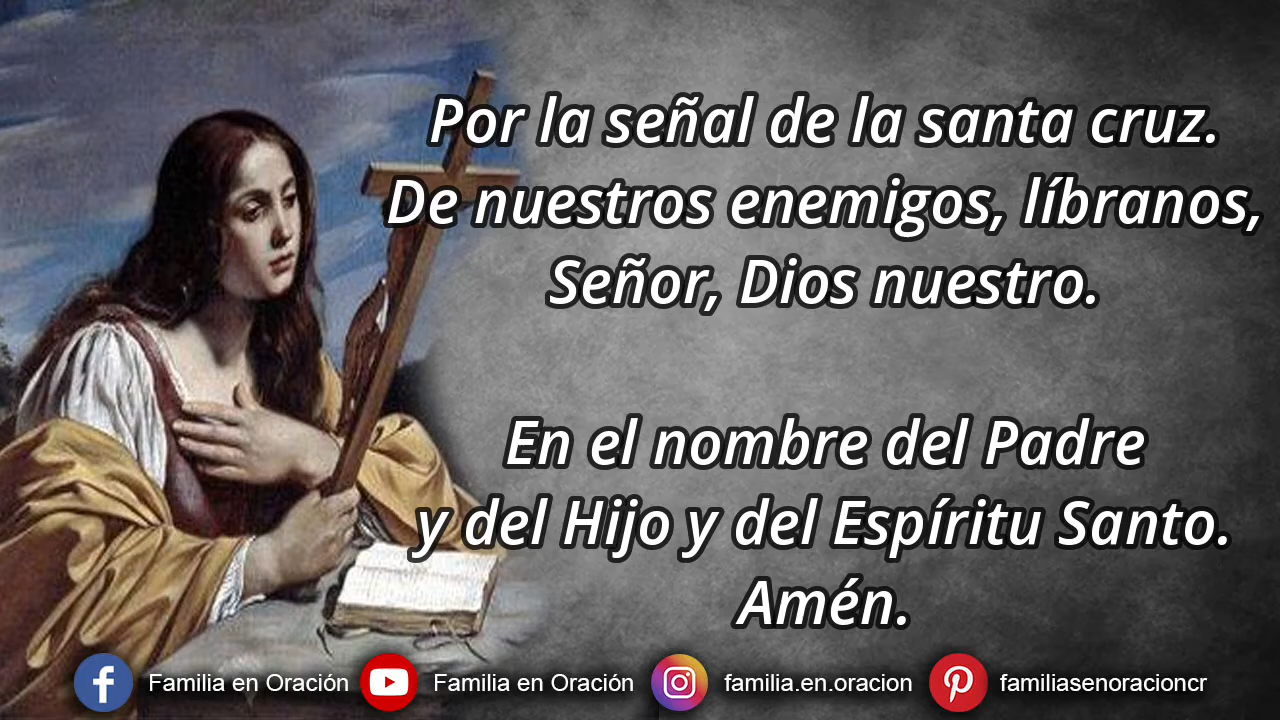 Por la señal de la santa cruz.
De nuestros enemigos, líbranos,
Señor, Dios nuestro.
En el nombre del Padre
y del Hijo y del Espíritu Santo.
Amén.
Familia en Oración
Familia en Oración
familia.en.oracion
familiasenoracioncr